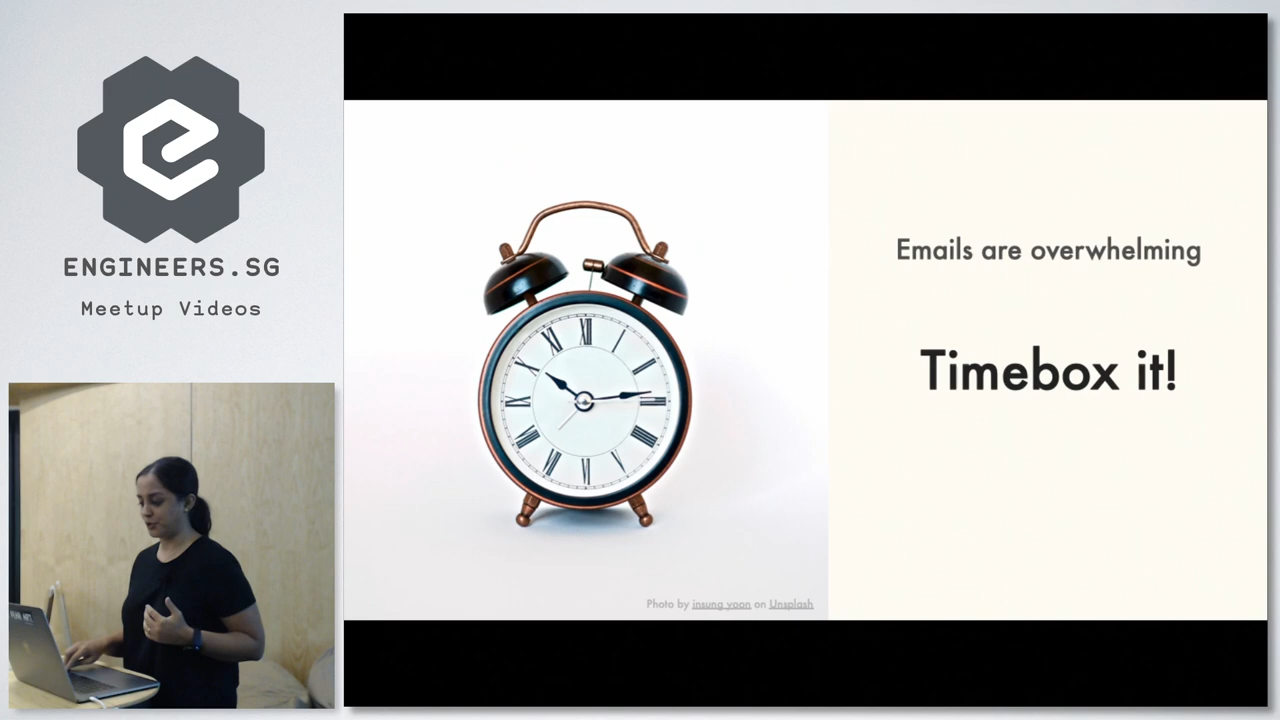 ENGINEERS.SG
Meetup Videos
Emails are overwhelming
Timebox it!
Photo by insung yoon on Unsplash